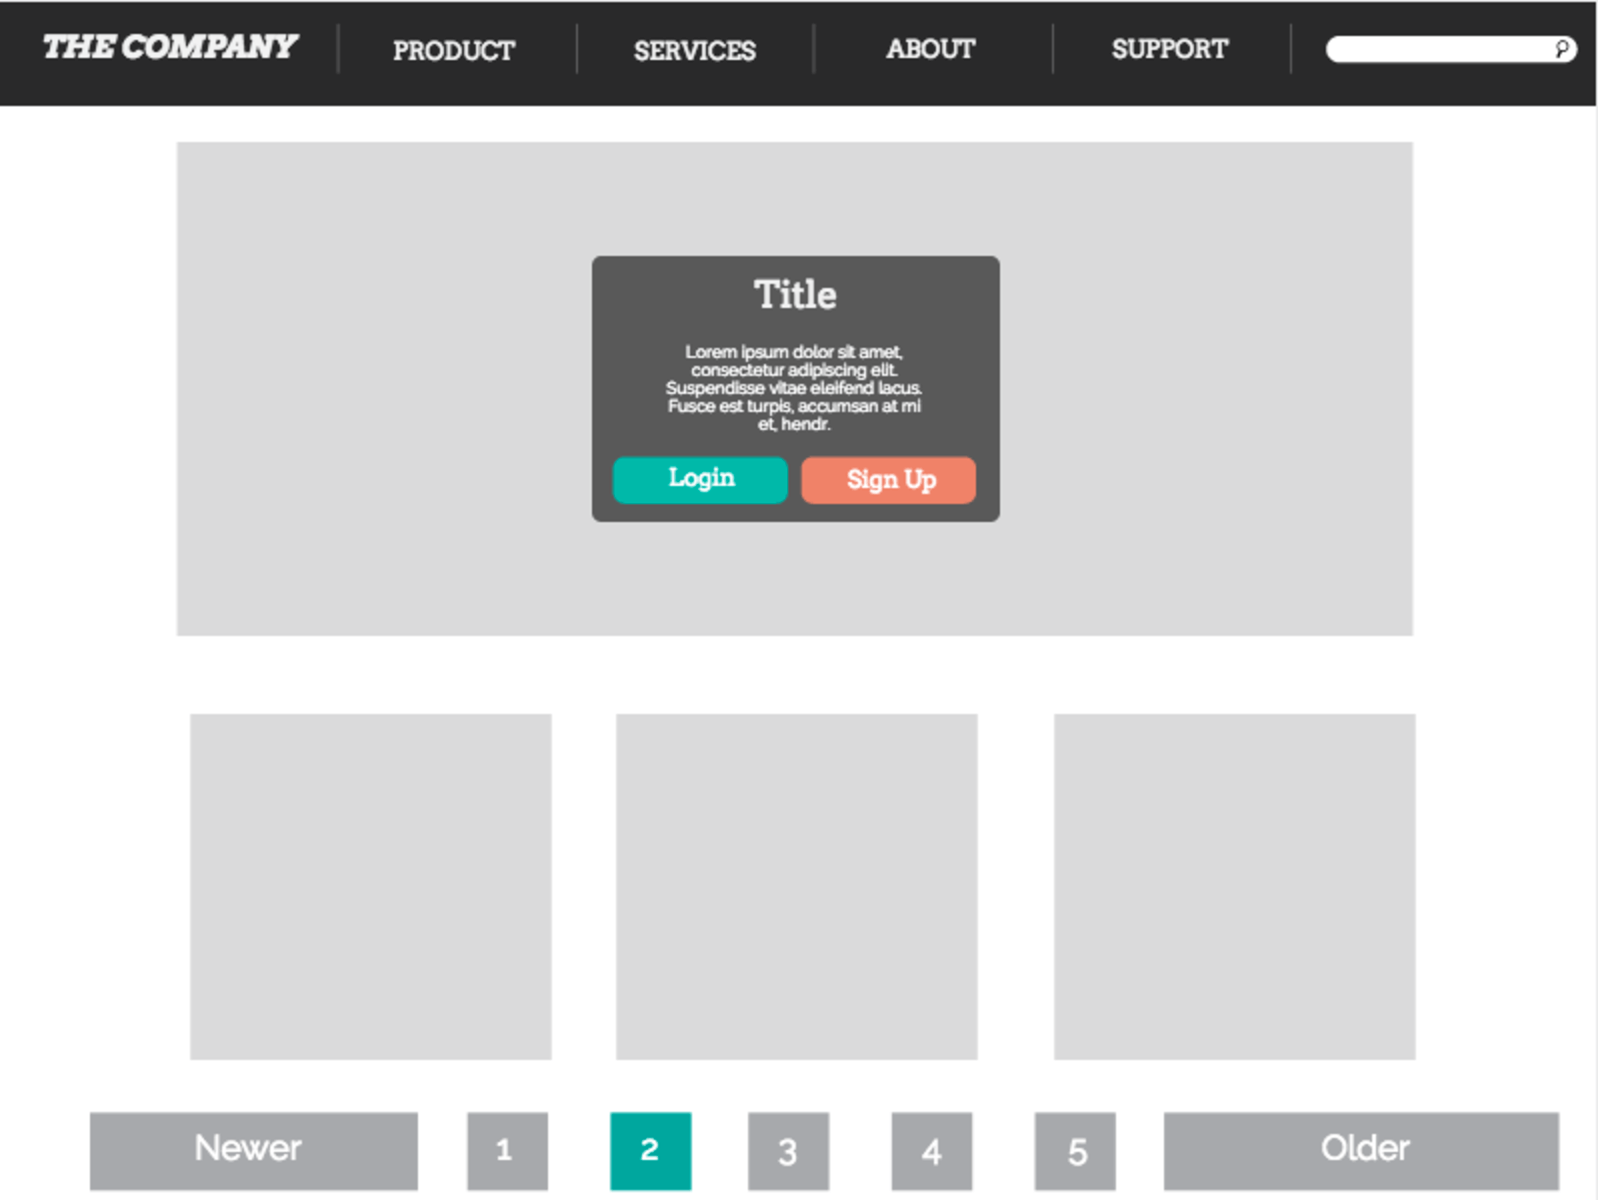 THE COMPANY
PRODUCT
SERVICES
ABOUT
SUPPORT
Title
Lorem ipsum dolor sit amet,
consectetur adipiscing elit.
Suspendisse vitae eleifend lacus.
Fusce est turpis, accumsan at mi
et, hendr.
Login
Sign Up
Newer
1
2
3
4
5
Older